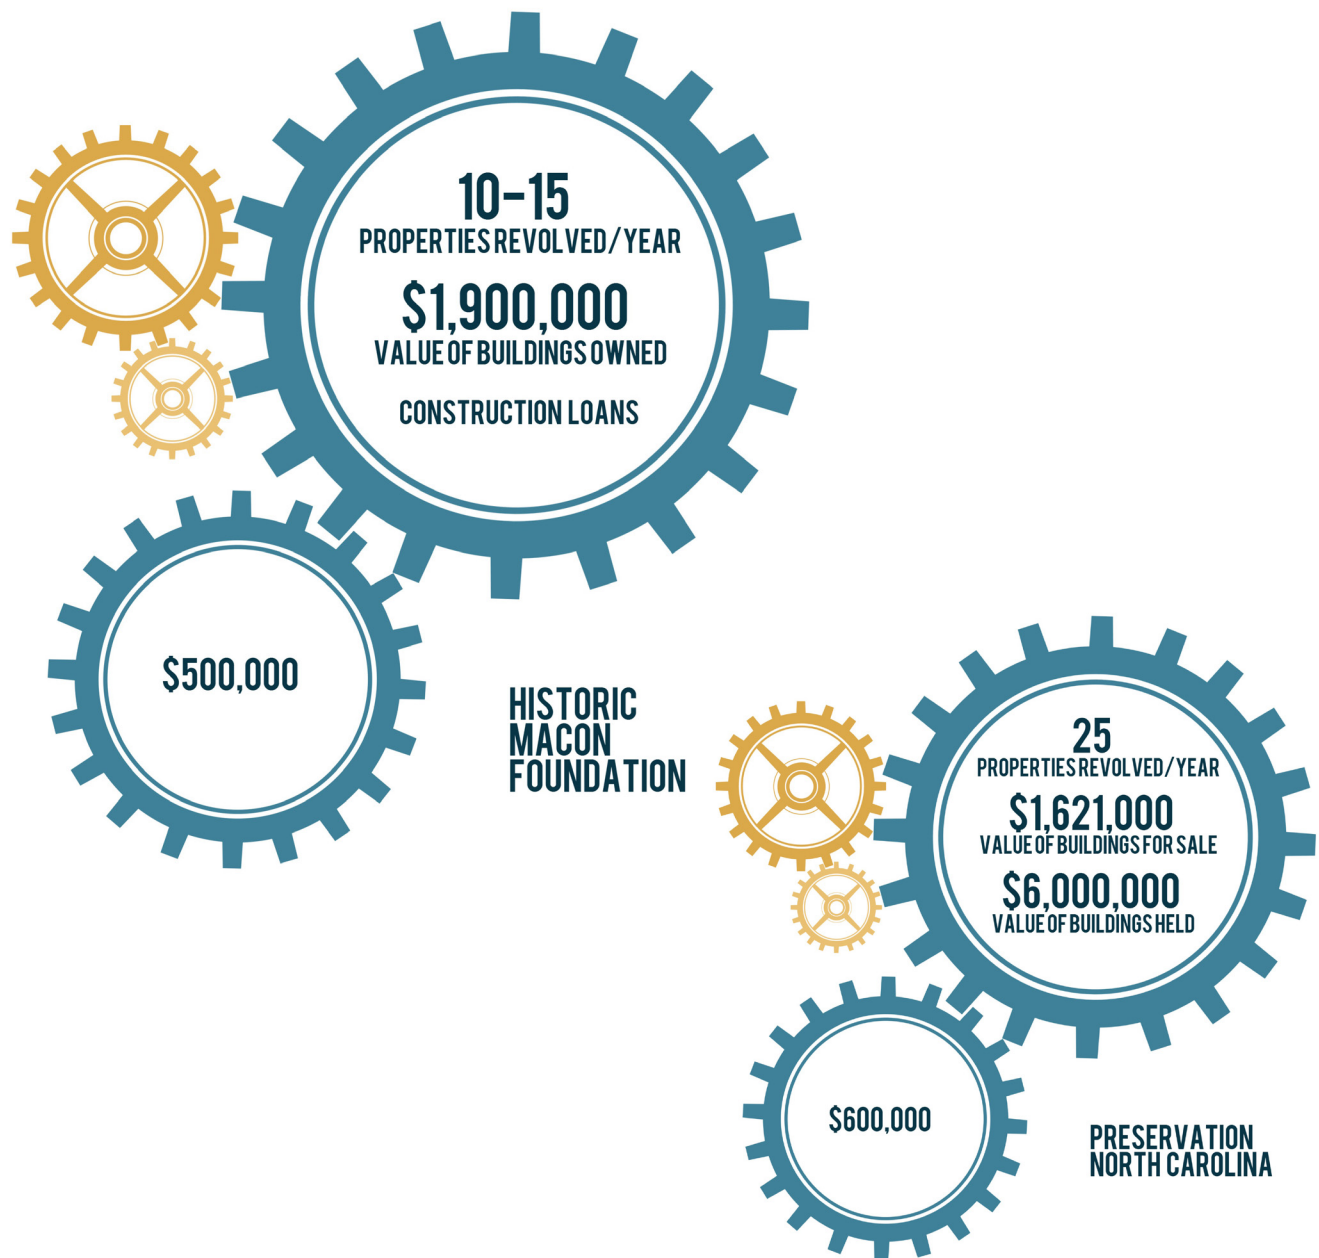 10-15
PROPERTIES REVOLVED/YEAR
$1,900,000
VALUE OF BUILDINGS OWNED
CONSTRUCTION LOANS
$500,000
HISTORIC
MACON
FOUNDATION
25
PROPERTIES REVOLVED/YEAR
$1,621,000
VALUE OF BUILDINGS FOR SALE
$6,000,000
VALUE OF BUILDINGS HELD
$600,000
PRESERVATION
NORTH CAROLINA